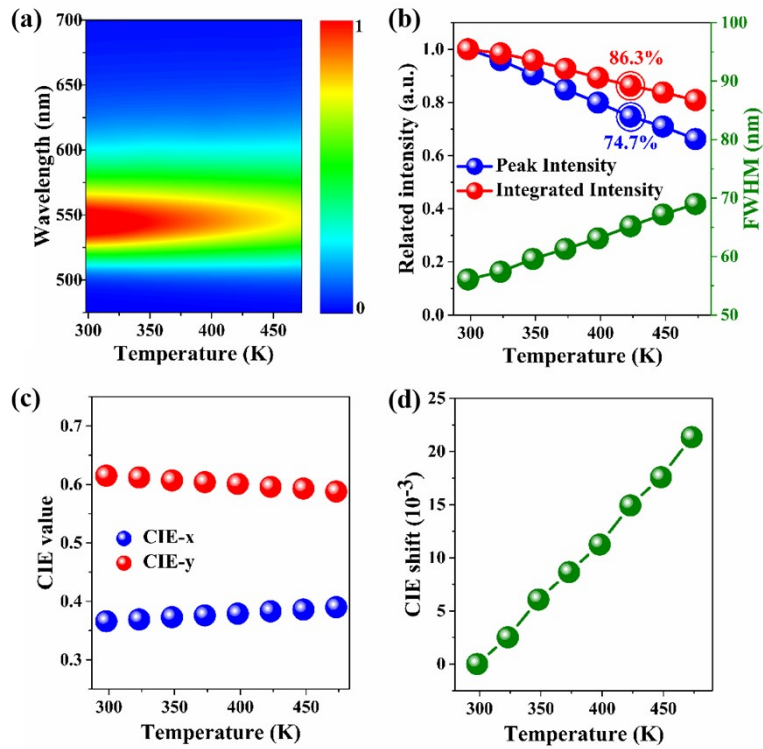 (a)
700
650
600
550
500
Wavelength (nm)
300 350 400 450
Temperature (K)
1
0
(b)
1.0
0.8
0.6
0.4
0.2
0.0
Related intensity (a.u.)
86.3%
74.7%
Peak Intensity
Integrated Intensity
100
90
80
70
60
50
FWHM (nm)
300 350 400 450
Temperature (K)
(c)
0.7
0.6
0.5
0.4
0.3
CIE value
CIE-x
CIE-y
300 350 400 450
Temperature (K)
(d)
25
20
15
10
5
0
CIE shift (10⁻³)
300 350 400 450
Temperature (K)